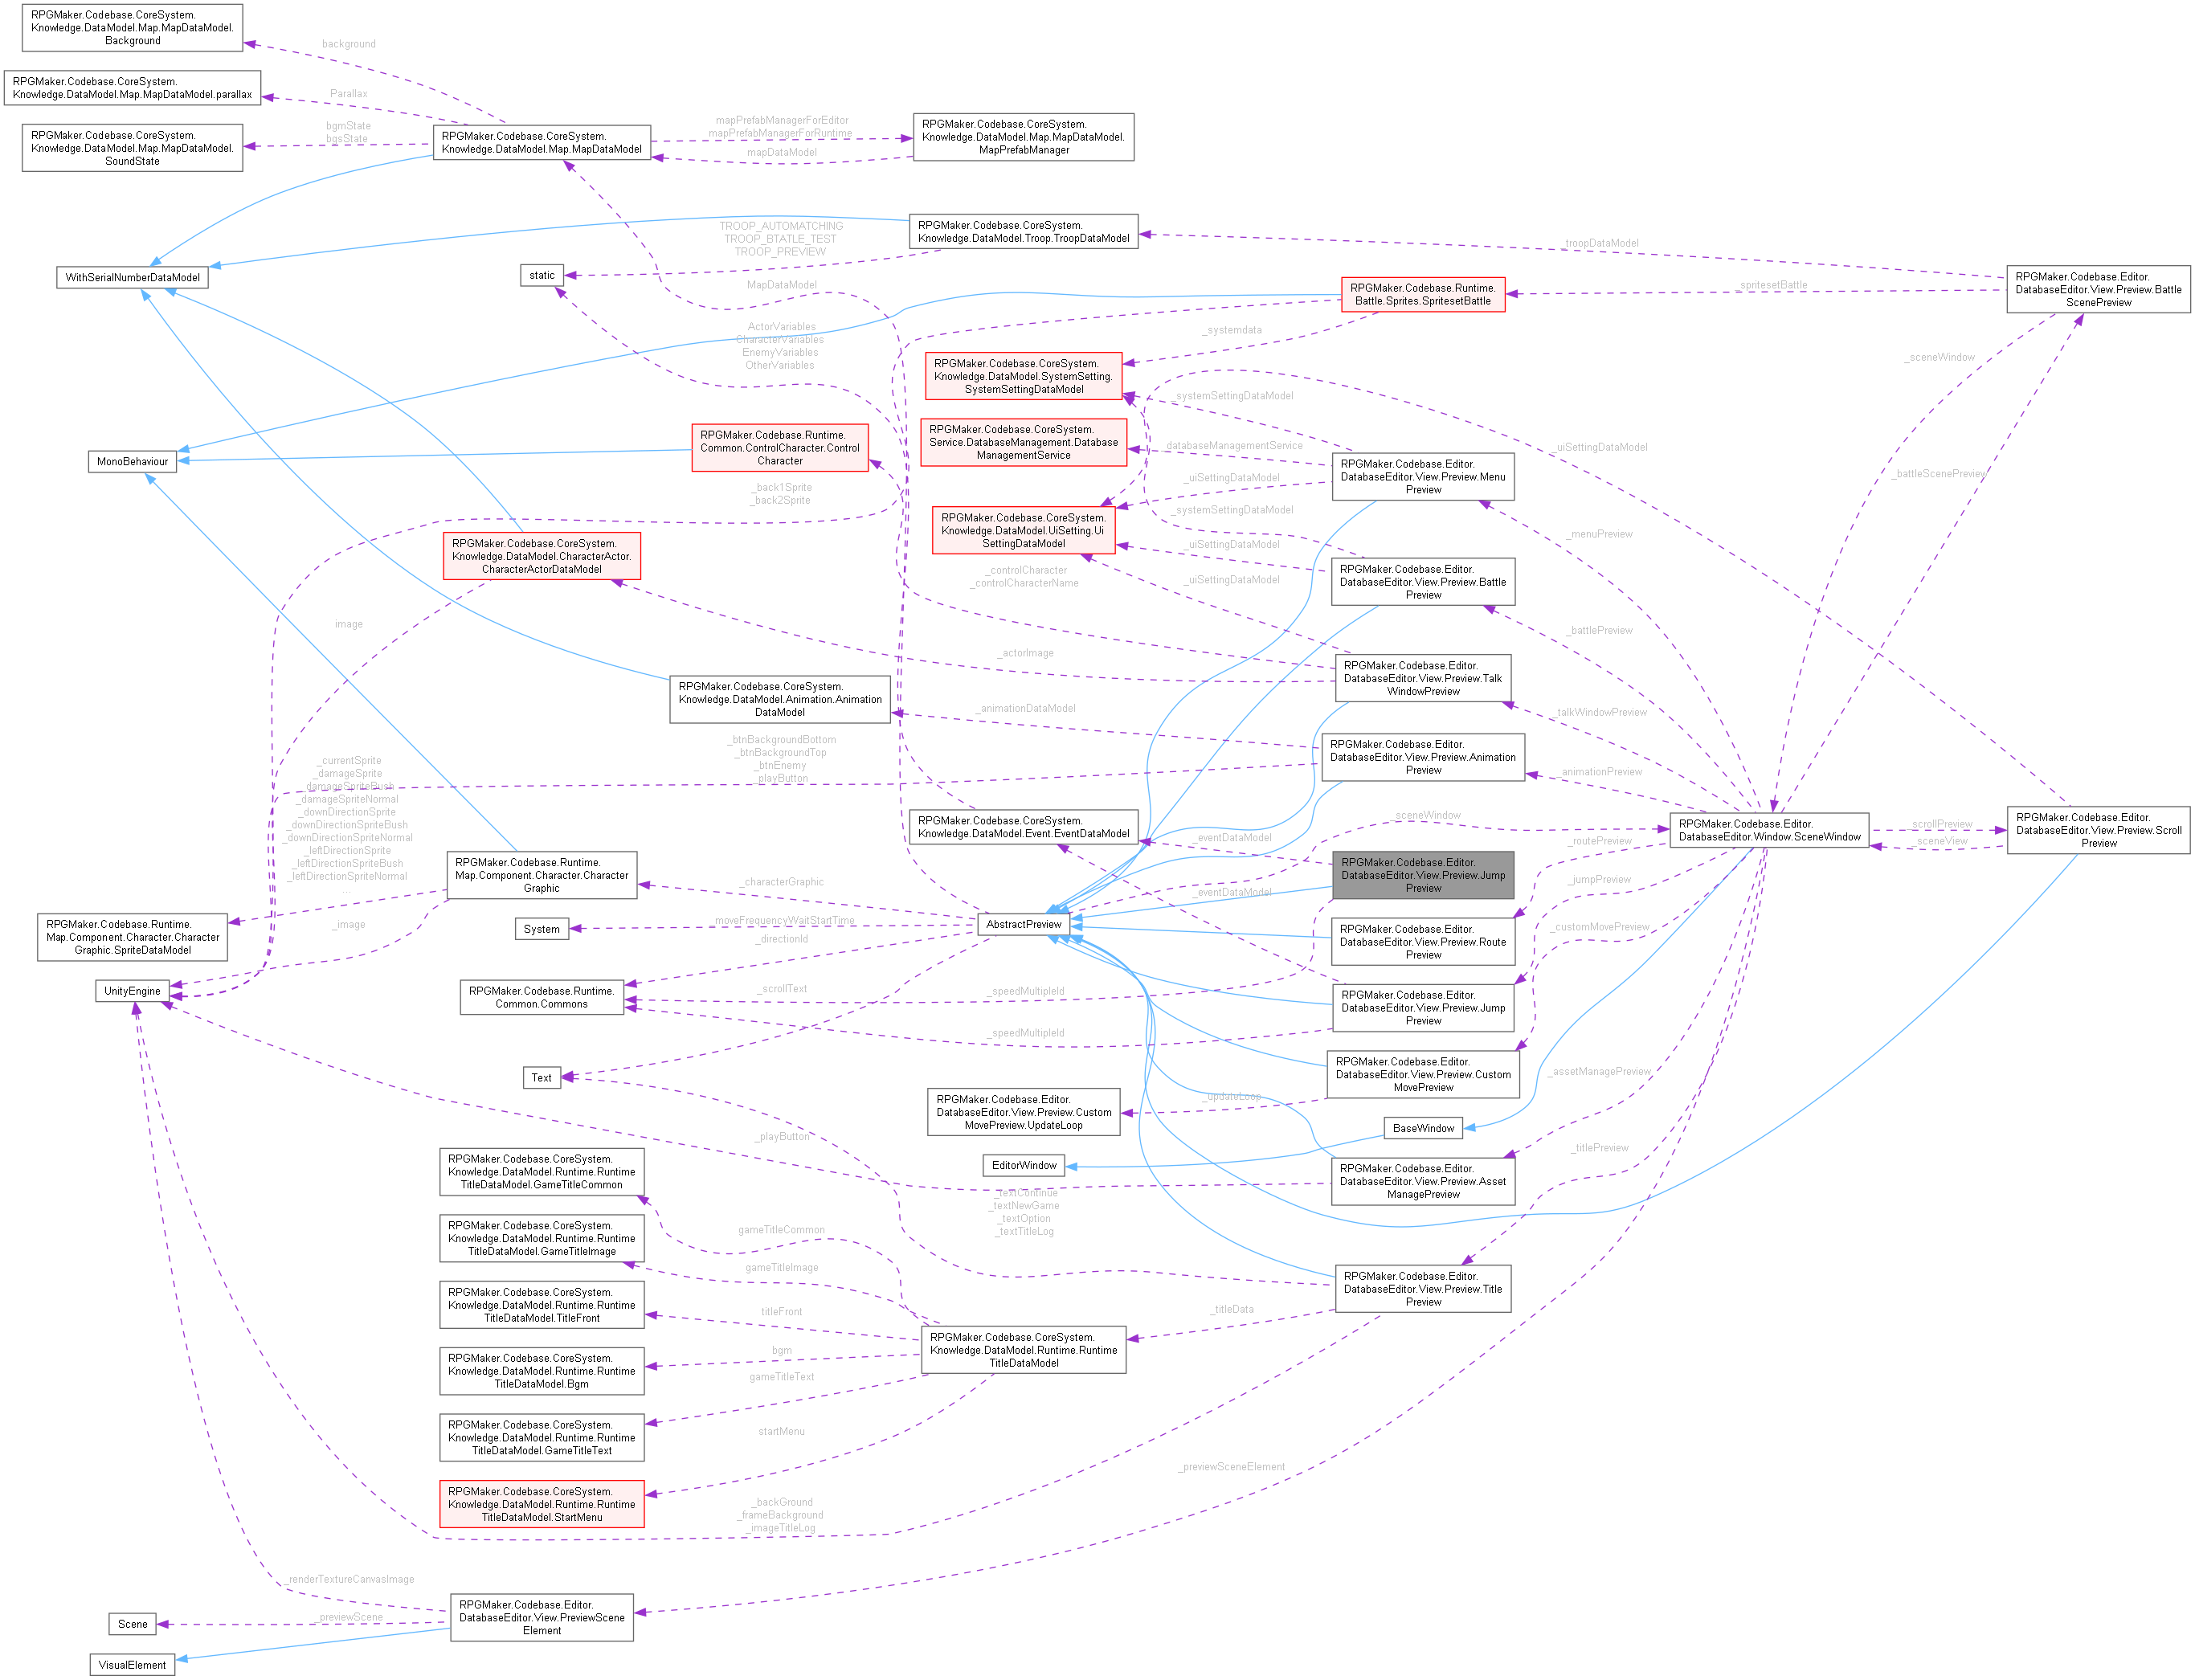 RPGMaker.Codebase.CoreSystem.
Knowledge.DataModel.Map.MapDataModel.
Background
RPGMaker.Codebase.CoreSystem.
Knowledge.DataModel.Map.MapDataModel.parallax
RPGMaker.Codebase.CoreSystem.
Knowledge.DataModel.Map.MapDataModel.
SoundState
background
Parallax
bgmState
bgsState
RPGMaker.Codebase.CoreSystem.
Knowledge.DataModel.Map.MapDataModel
mapPrefabManagerForEditor
mapPrefabManagerForRuntime
mapDataModel
RPGMaker.Codebase.CoreSystem.
Knowledge.DataModel.Map.MapDataModel.
MapPrefabManager
WithSerialNumberDataModel
static
TROOP_AUTOMATCHING
TROOP_BTATLE_TEST
TROOP_PREVIEW
MapDataModel
RPGMaker.Codebase.CoreSystem.
Knowledge.DataModel.Troop.TroopDataModel
troopDataModel
RPGMaker.Codebase.Editor.
DatabaseEditor.View.Preview.Battle
ScenePreview
RPGMaker.Codebase.Runtime.
Battle.Sprites.SpritesetBattle
_spritesetBattle
ActorVariables
CharacterVariables
EnemyVariables
OtherVariables
_systemdata
_sceneWindow
RPGMaker.Codebase.CoreSystem.
Knowledge.DataModel.SystemSetting.
SystemSettingDataModel
_systemSettingDataModel
RPGMaker.Codebase.CoreSystem.
Service.DatabaseManagement.Database
ManagementService
_databaseManagementService
_uiSettingDataModel
_battleScenePreview
MonoBehaviour
RPGMaker.Codebase.Runtime.
Common.ControlCharacter.Control
Character
RPGMaker.Codebase.Editor.
DatabaseEditor.View.Preview.Menu
Preview
_uiSettingDataModel
_back1Sprite
_back2Sprite
RPGMaker.Codebase.CoreSystem.
Knowledge.DataModel.UiSetting.Ui
SettingDataModel
_systemSettingDataModel
_uiSettingDataModel
_menuPreview
RPGMaker.Codebase.CoreSystem.
Knowledge.DataModel.CharacterActor.
CharacterActorDataModel
_controlCharacter
_controlCharacterName
_uiSettingDataModel
RPGMaker.Codebase.Editor.
DatabaseEditor.View.Preview.Battle
Preview
image
_actorImage
_battlePreview
RPGMaker.Codebase.Editor.
DatabaseEditor.View.Preview.Talk
WindowPreview
RPGMaker.Codebase.CoreSystem.
Knowledge.DataModel.Animation.Animation
DataModel
_animationDataModel
_talkWindowPreview
_btnBackgroundBottom
_btnBackgroundTop
_btnEnemy
_playButton
RPGMaker.Codebase.Editor.
DatabaseEditor.View.Preview.Animation
Preview
_animationPreview
_currentSprite
_damageSprite
_damageSpriteBush
_damageSpriteNormal
_downDirectionSprite
_downDirectionSpriteBush
_downDirectionSpriteNormal
_leftDirectionSprite
_leftDirectionSpriteBush
_leftDirectionSpriteNormal
...
RPGMaker.Codebase.CoreSystem.
Knowledge.DataModel.Event.EventDataModel
_sceneWindow
_eventDataModel
RPGMaker.Codebase.Editor.
DatabaseEditor.Window.SceneWindow
_scrollPreview
_sceneView
RPGMaker.Codebase.Editor.
DatabaseEditor.View.Preview.Scroll
Preview
_routePreview
RPGMaker.Codebase.Runtime.
Map.Component.Character.Character
Graphic
RPGMaker.Codebase.Editor.
DatabaseEditor.View.Preview.Jump
Preview
_characterGraphic
_eventDataModel
_jumpPreview
RPGMaker.Codebase.Runtime.
Map.Component.Character.Character
Graphic.SpriteDataModel
_image
System
_moveFrequencyWaitStartTime
_directionId
AbstractPreview
RPGMaker.Codebase.Editor.
DatabaseEditor.View.Preview.Route
Preview
_customMovePreview
UnityEngine
RPGMaker.Codebase.Runtime.
Common.Commons
_scrollText
_speedMultipleId
_speedMultipleId
RPGMaker.Codebase.Editor.
DatabaseEditor.View.Preview.Jump
Preview
Text
RPGMaker.Codebase.Editor.
DatabaseEditor.View.Preview.Custom
MovePreview
_assetManagePreview
RPGMaker.Codebase.Editor.
DatabaseEditor.View.Preview.Custom
MovePreview.UpdateLoop
_updateLoop
BaseWindow
_playButton
_titlePreview
EditorWindow
RPGMaker.Codebase.Editor.
DatabaseEditor.View.Preview.Asset
ManagePreview
RPGMaker.Codebase.CoreSystem.
Knowledge.DataModel.Runtime.Runtime
TitleDataModel.GameTitleCommon
_textContinue
_textNewGame
_textOption
_textTitleLog
gameTitleCommon
RPGMaker.Codebase.CoreSystem.
Knowledge.DataModel.Runtime.Runtime
TitleDataModel.GameTitleImage
gameTitleImage
RPGMaker.Codebase.Editor.
DatabaseEditor.View.Preview.Title
Preview
RPGMaker.Codebase.CoreSystem.
Knowledge.DataModel.Runtime.Runtime
TitleDataModel.TitleFront
titleFront
_titleData
RPGMaker.Codebase.CoreSystem.
Knowledge.DataModel.Runtime.Runtime
TitleDataModel
RPGMaker.Codebase.CoreSystem.
Knowledge.DataModel.Runtime.Runtime
TitleDataModel.Bgm
bgm
gameTitleText
RPGMaker.Codebase.CoreSystem.
Knowledge.DataModel.Runtime.Runtime
TitleDataModel.GameTitleText
startMenu
RPGMaker.Codebase.CoreSystem.
Knowledge.DataModel.Runtime.Runtime
TitleDataModel.StartMenu
_previewSceneElement
_backGround
_frameBackground
_imageTitleLog
_renderTextureCanvasImage
_previewScene
RPGMaker.Codebase.Editor.
DatabaseEditor.View.PreviewScene
Element
Scene
VisualElement